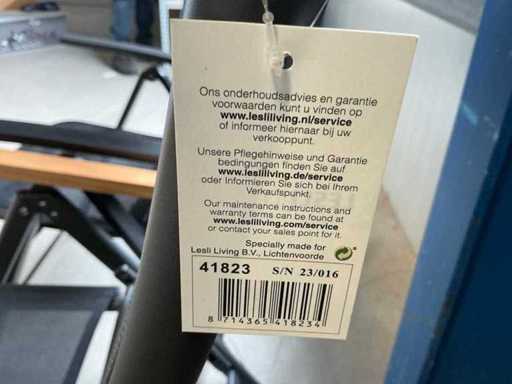 Ons onderhoudsadvies en garantie
voorwaarden kunt u vinden op
www.lesliliving.nl/service
of informeer hiernaar bij uw
verkooppunt.
Unsere Pflegehinweise und Garantie
bedingungen finden Sie auf
www.lesliliving.de/service
oder Informieren Sie sich bei Ihrem
Verkaufspunkt.
Our maintenance instructions and
warranty terms can be found at
www.lesliliving.com/service
or contact your sales point for it.
Specially made for
Lesli Living B.V., Lichtenvoorde
41823 S/N 23/016
8 714365 418234